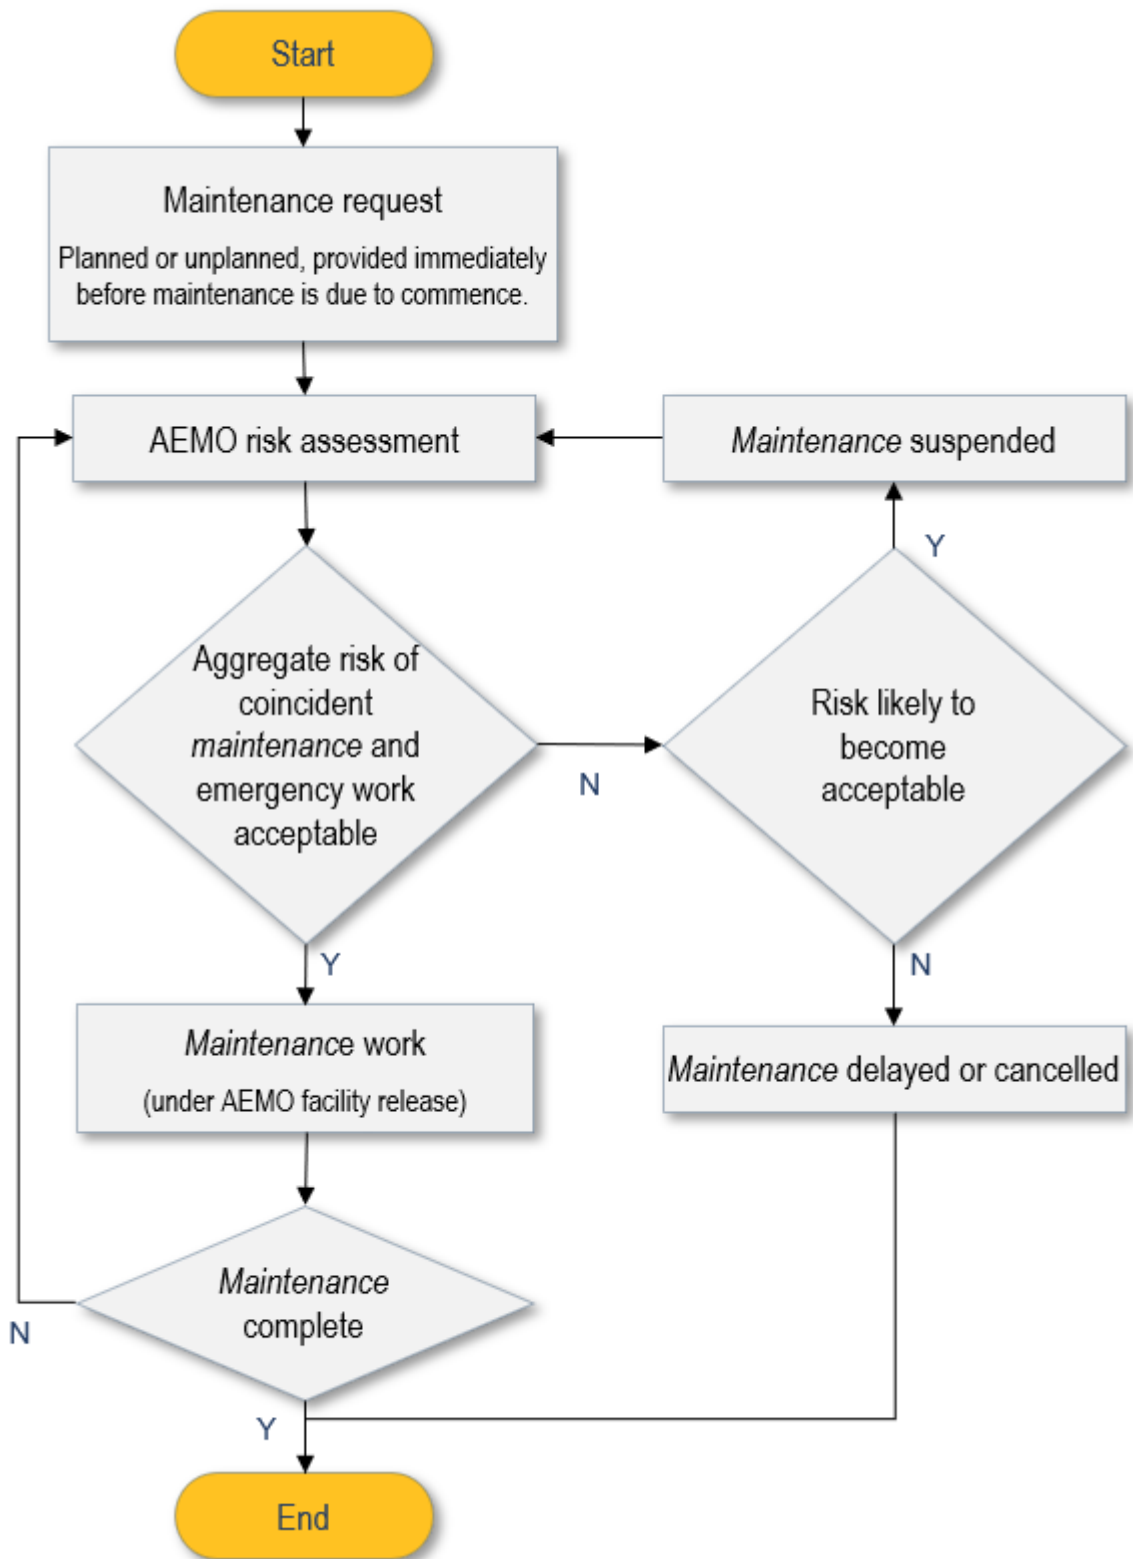 Start
Maintenance request
Planned or unplanned, provided immediately
before maintenance is due to commence.
AEMO risk assessment
Maintenance suspended
Y
Aggregate risk of
coincident
maintenance and
emergency work
acceptable
N
Risk likely to
become
acceptable
Y
N
Maintenance work
(under AEMO facility release)
Maintenance delayed or cancelled
Maintenance
complete
N
Y
End